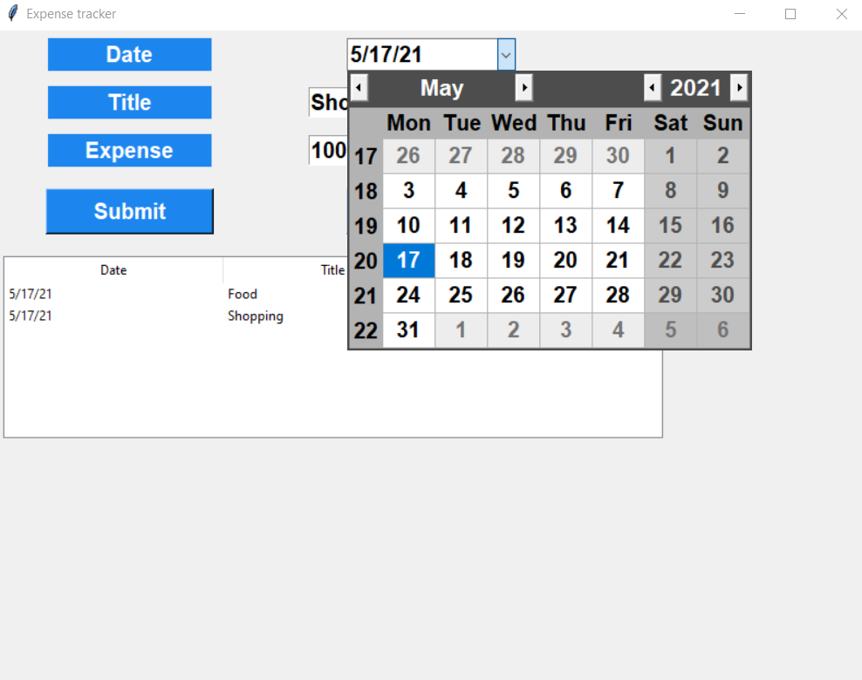 Expense tracker
Date 5/17/21
May 2021
Mon Tue Wed Thu Fri Sat Sun
17 26 27 28 29 30 1 2
18 3 4 5 6 7 8 9
19 10 11 12 13 14 15 16
20 17 18 19 20 21 22 23
21 24 25 26 27 28 29 30
22 31 1 2 3 4 5 6
Title
Expense 100
Submit
Date Title
5/17/21 Food
5/17/21 Shopping